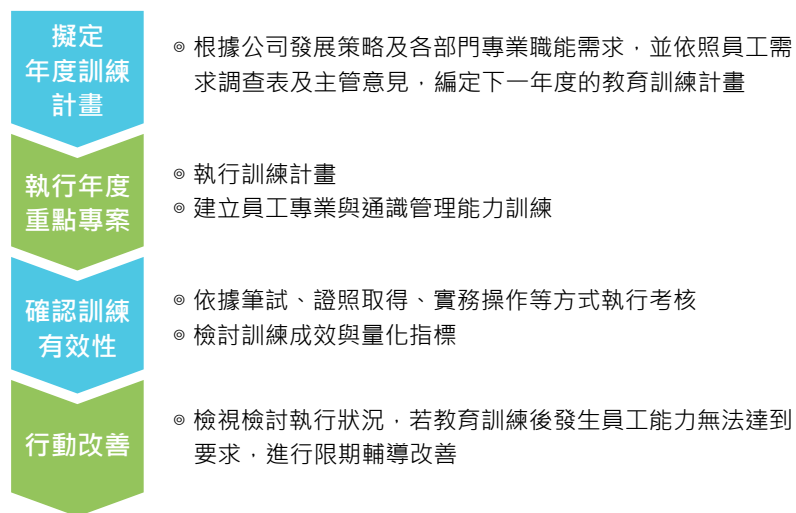 擬定
年度訓練
計畫
◎ 根據公司發展策略及各部門專業職能需求，並依照員工需
求調查表及主管意見，編定下一年度的教育訓練計畫
執行年度
重點專案
◎ 執行訓練計畫
◎ 建立員工專業與通識管理能力訓練
確認訓練
有效性
◎ 依據筆試、證照取得、實務操作等方式執行考核
◎ 檢討訓練成效與量化指標
行動改善
◎ 檢視檢討執行狀況，若教育訓練後發生員工能力無法達到
要求，進行限期輔導改善